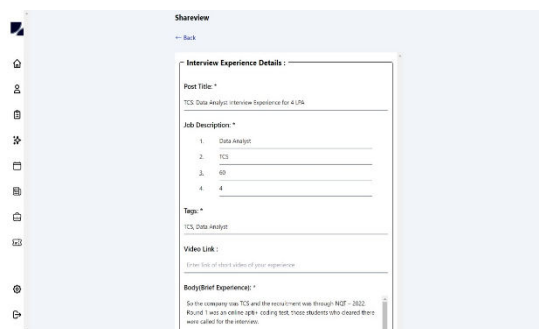 Shareview
← Back
Interview Experience Details :
Post Title: *
TCS: Data Analyst Interview Experience for 4 LPA
Job Description: *
1. Data Analyst
2. TCS
3. 60
4. 4
Tags: *
TCS, Data Analyst
Video Link :
Enter link of short video of your experience
Body(Brief Experience): *
So the company was TCS and the recruitment was through NQT - 2022
Round 1 was an online apti+ coding test, those students who cleared there
were called for the interview.